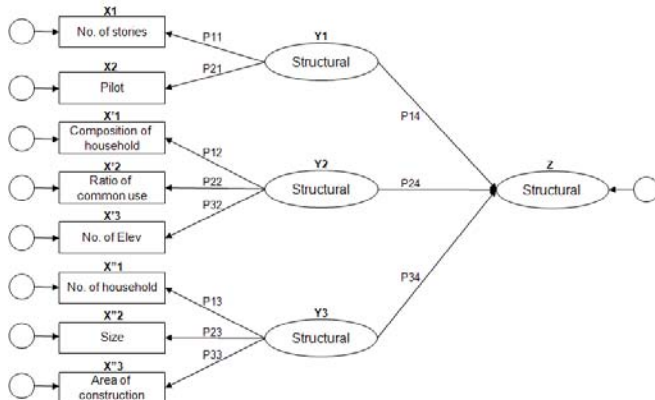 X1
No. of stories
X2
Pilot
X'1
Composition of
household
X'2
Ratio of
common use
X'3
No. of Elev
X"1
No. of household
X"2
Size
X"3
Area of
construction
P11
P21
P12
P22
P32
P13
P23
P33
Y1
Structural
Y2
Structural
Y3
Structural
P14
P24
P34
Z
Structural